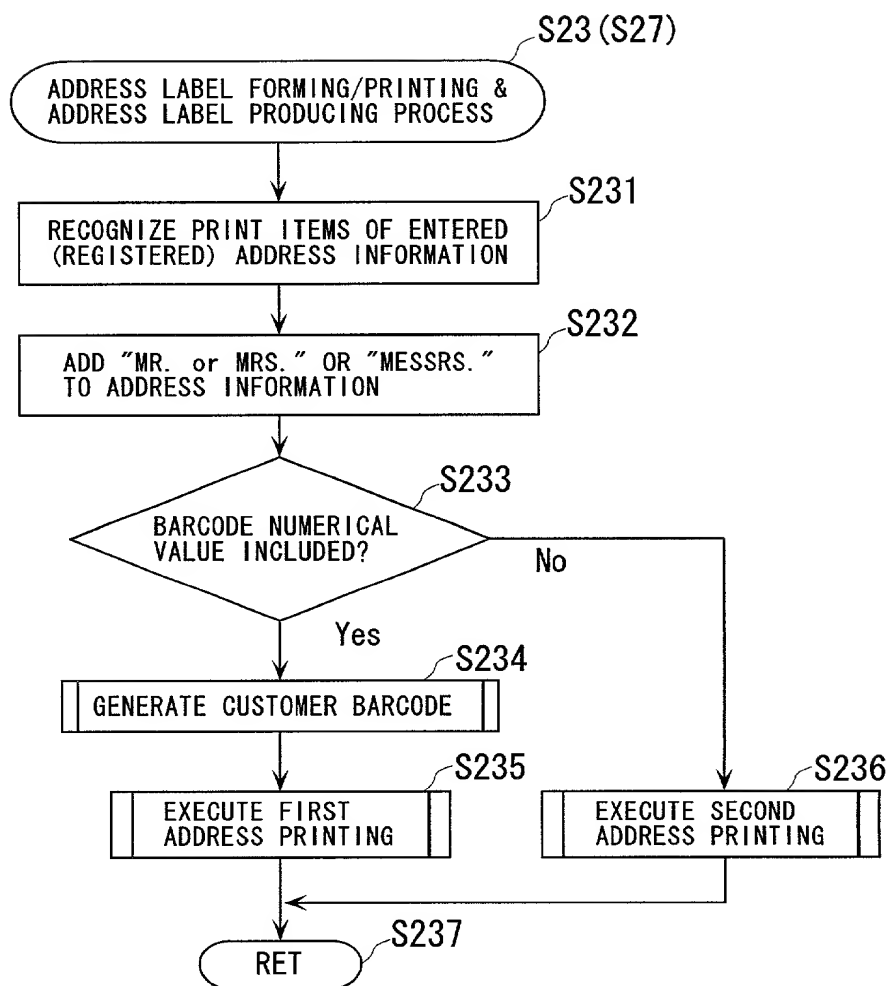 S23(S27)
ADDRESS LABEL FORMING/PRINTING &
ADDRESS LABEL PRODUCING PROCESS
S231
RECOGNIZE PRINT ITEMS OF ENTERED
(REGISTERED) ADDRESS INFORMATION
S232
ADD "MR. or MRS." OR "MESSRS."
TO ADDRESS INFORMATION
S233
BARCODE NUMERICAL
VALUE INCLUDED?
No
Yes
S234
GENERATE CUSTOMER BARCODE
S235
EXECUTE FIRST
ADDRESS PRINTING
S236
EXECUTE SECOND
ADDRESS PRINTING
S237
RET